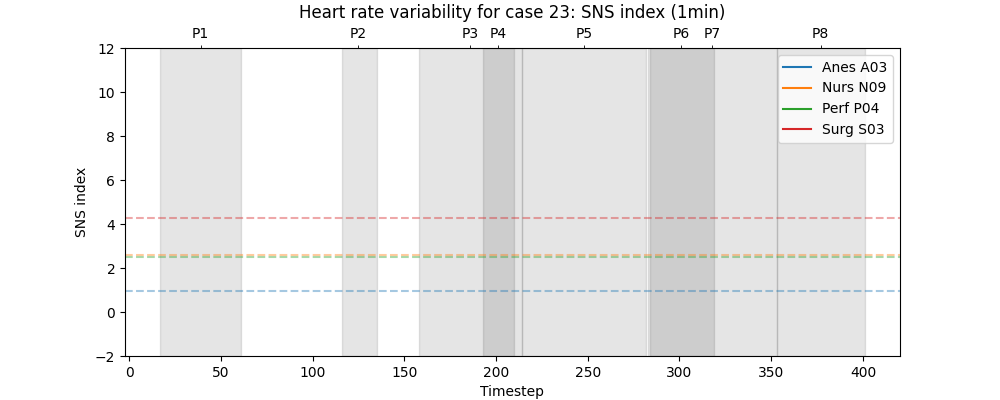 Heart rate variability for case 23: SNS index (1min)
P1 P2 P3 P4 P5 P6 P7 P8
12
10
8
6
4
2
0
−2
SNS index
Anes A03
Nurs N09
Perf P04
Surg S03
0 50 100 150 200 250 300 350 400
Timestep